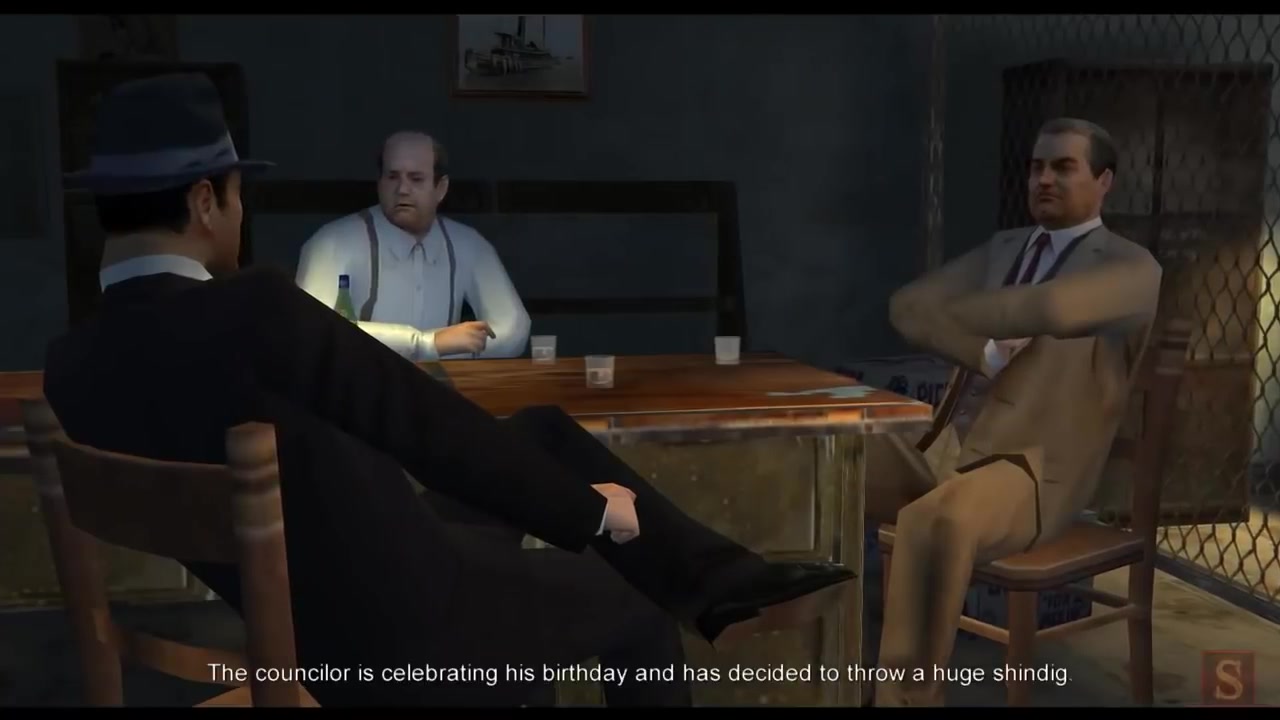 The councilor is celebrating his birthday and has decided to throw a huge shindig.
S